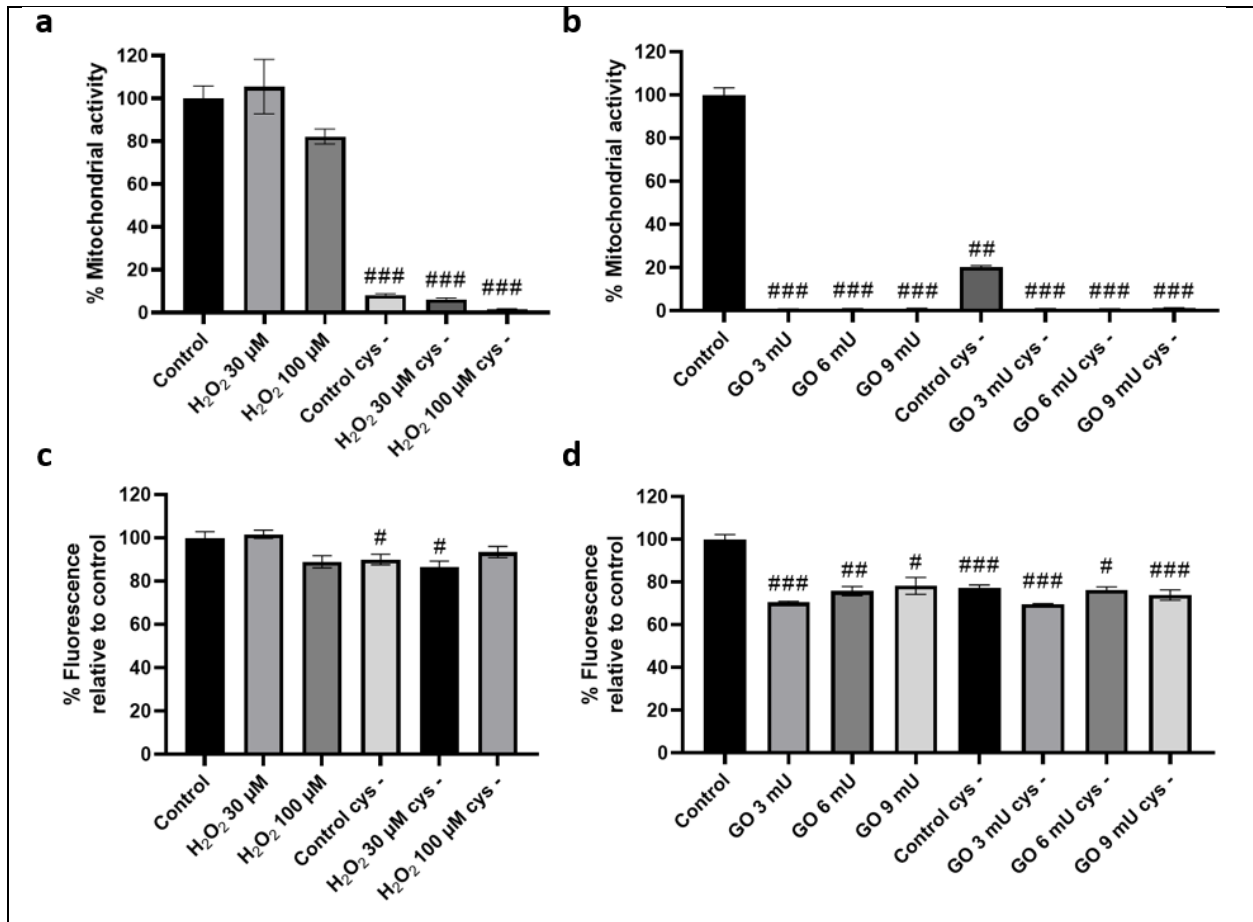 a
% Mitochondrial activity
120
100
80
60
40
20
0
### ### ###
Control
H₂O₂ 30 µM
H₂O₂ 100 µM
Control cys -
H₂O₂ 30 µM cys -
H₂O₂ 100 µM cys -
b
% Mitochondrial activity
120
100
80
60
40
20
0
### ### ### ## ### ### ###
Control
GO 3 mU
GO 6 mU
GO 9 mU
Control cys -
GO 3 mU cys -
GO 6 mU cys -
GO 9 mU cys -
c
% Fluorescence
relative to control
120
100
80
60
40
20
0
# #
Control
H₂O₂ 30 µM
H₂O₂ 100 µM
Control cys -
H₂O₂ 30 µM cys -
H₂O₂ 100 µM cys -
d
% Fluorescence
relative to control
120
100
80
60
40
20
0
### ## # ### ### # ###
Control
GO 3 mU
GO 6 mU
GO 9 mU
Control cys -
GO 3 mU cys -
GO 6 mU cys -
GO 9 mU cys -